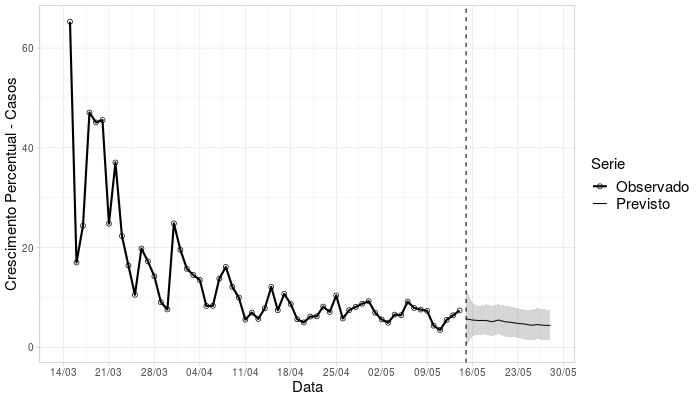 Crescimento Percentual - Casos
60
40
20
0
14/03 21/03 28/03 04/04 11/04 18/04 25/04 02/05 09/05 16/05 23/05 30/05
Data
Serie
Observado
Previsto